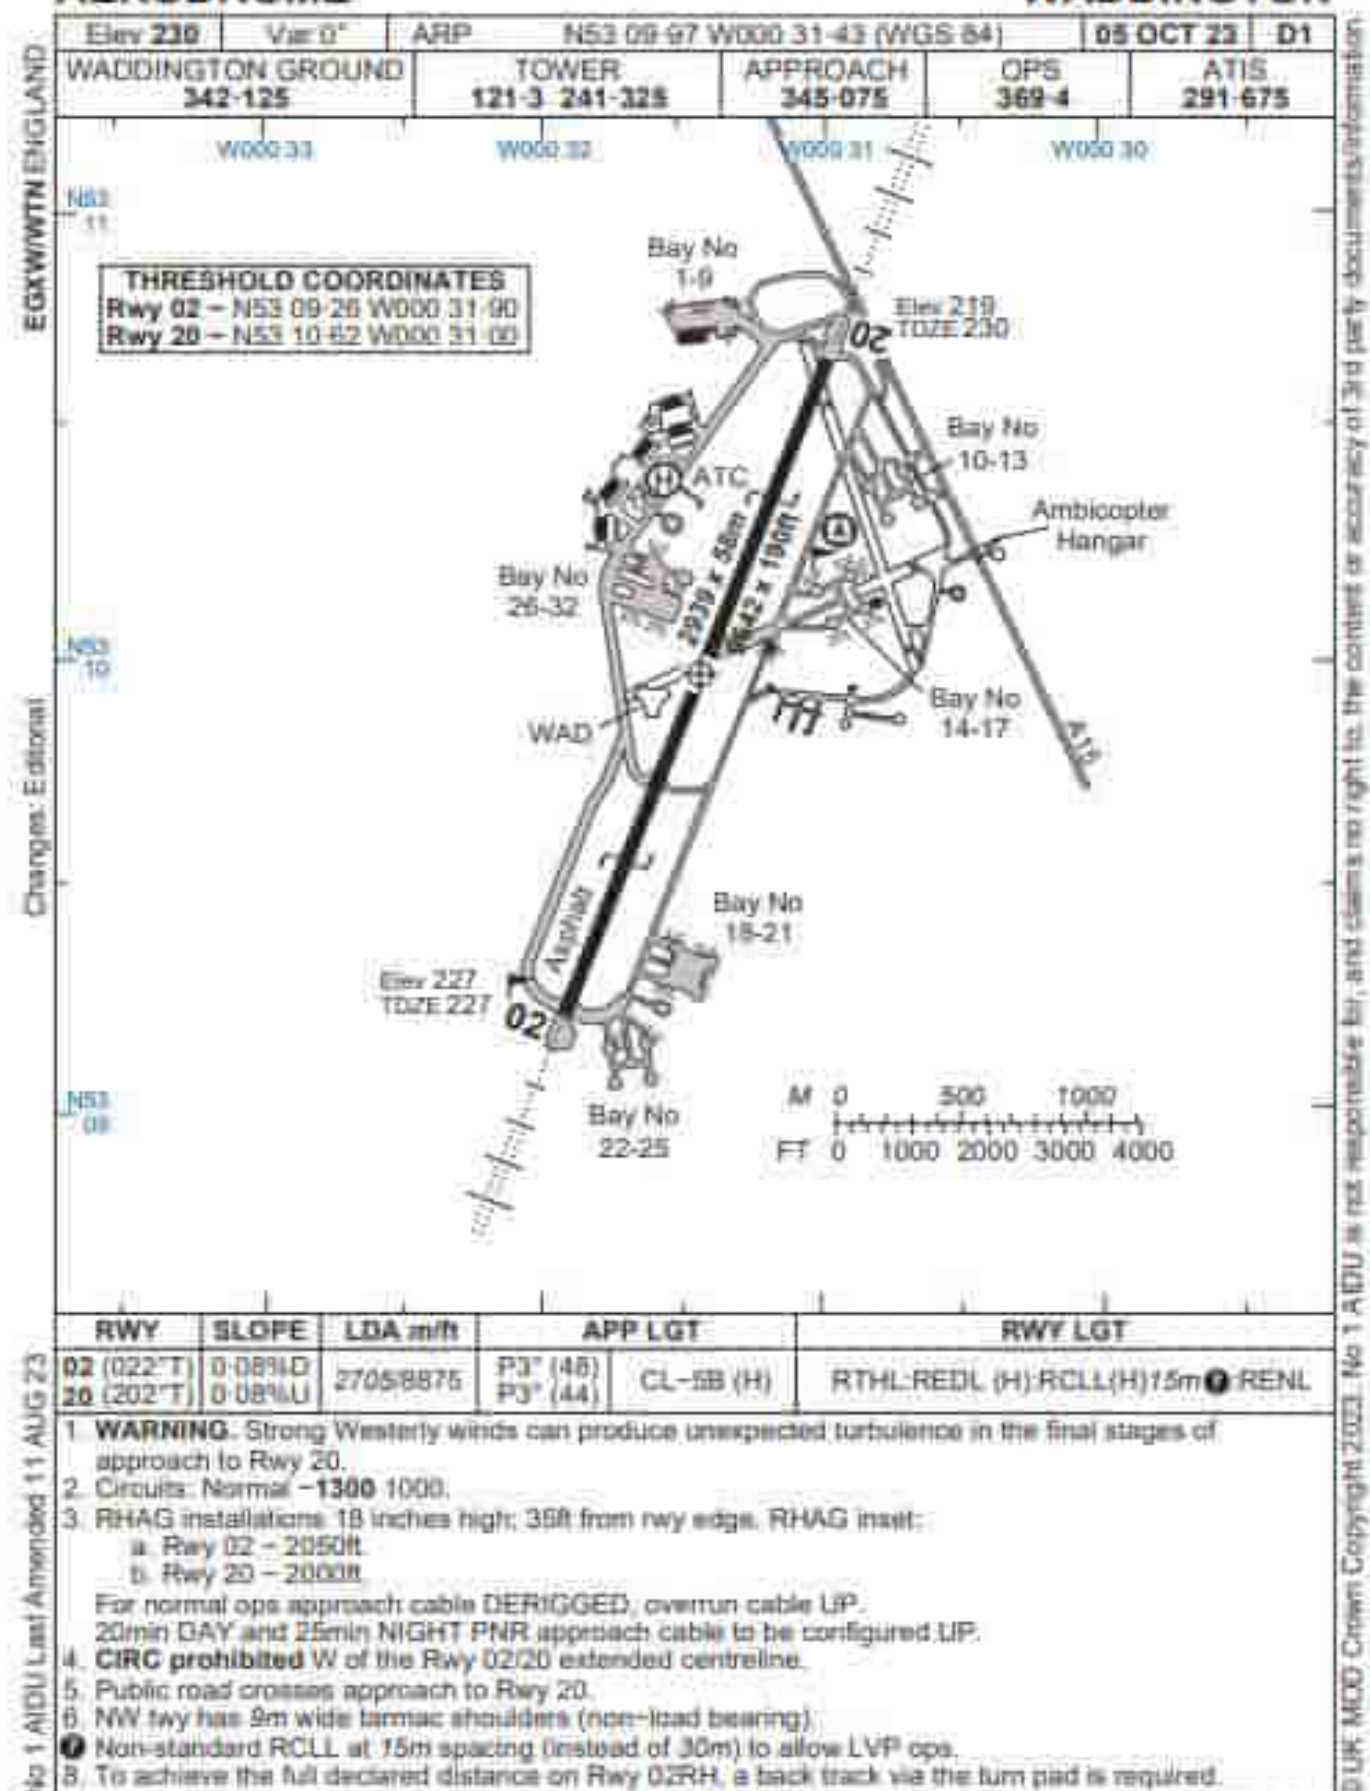 Elev 230 Var 0° ARP N53 09·97 W000 31·43 (WGS 84) 05 OCT 23 D1
WADDINGTON GROUND TOWER APPROACH OPS ATIS
342·125 121·3 241·325 345·075 369·4 291·675
EGXW/WTN ENGLAND
W000 33 W000 32 W000 31 W000 30
N53
11
Bay No
1-9
THRESHOLD COORDINATES
Rwy 02 – N53 09·26 W000 31·90
Rwy 20 – N53 10·62 W000 31·00
Elev 219
TDZE 230
20
Bay No
10-13
ATC
Ambicopter
Hangar
Bay No
26-32
2939 x 58m
9642 x 190ft
N53
10
Bay No
14-17
WAD
A15
Changes: Editorial
Asphalt
Bay No
18-21
Elev 227
TDZE 227
02
N53
09
Bay No
22-25
M 0 500 1000
FT 0 1000 2000 3000 4000
RWY SLOPE LDA m/ft APP LGT RWY LGT
02 (022°T) 0·08%D 2705/8875 P3° (48) CL-5B (H) RTHL:REDL (H):RCLL(H)15m❼:RENL
20 (202°T) 0·08%U P3° (44)
1. WARNING. Strong Westerly winds can produce unexpected turbulence in the final stages of
approach to Rwy 20.
2. Circuits: Normal –1300 1000.
3. RHAG installations 18 inches high; 35ft from rwy edge. RHAG inset:
a. Rwy 02 – 2050ft
b. Rwy 20 – 2000ft
For normal ops approach cable DERIGGED, overrun cable UP.
20min DAY and 25min NIGHT PNR approach cable to be configured UP.
4. CIRC prohibited W of the Rwy 02/20 extended centreline.
5. Public road crosses approach to Rwy 20.
6. NW twy has 9m wide tarmac shoulders (non-load bearing)
❼ Non-standard RCLL at 15m spacing (instead of 30m) to allow LVP ops.
8. To achieve the full declared distance on Rwy 02RH, a back track via the turn pad is required.
No 1 AIDU Last Amended 11 AUG 23
UK MOD Crown Copyright 2023. No 1 AIDU is not responsible for, and claims no right to, the content or accuracy of 3rd party documents/information.